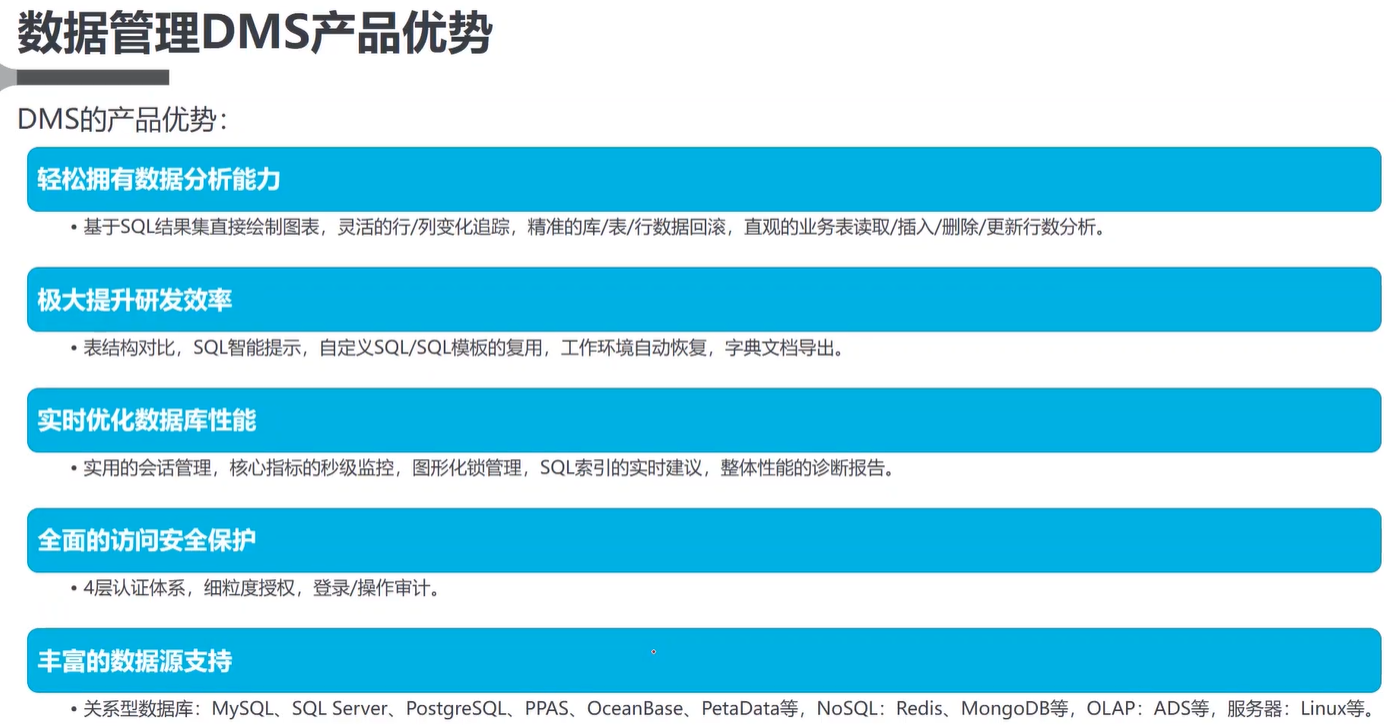 数据管理DMS产品优势
DMS的产品优势：
轻松拥有数据分析能力
• 基于SQL结果集直接绘制图表，灵活的行/列变化追踪，精准的库/表/行数据回滚，直观的业务表读取/插入/删除/更新行数分析。
极大提升研发效率
• 表结构对比，SQL智能提示，自定义SQL/SQL模板的复用，工作环境自动恢复，字典文档导出。
实时优化数据库性能
• 实用的会话管理，核心指标的秒级监控，图形化锁管理，SQL索引的实时建议，整体性能的诊断报告。
全面的访问安全保护
• 4层认证体系，细粒度授权，登录/操作审计。
丰富的数据源支持
• 关系型数据库：MySQL、SQL Server、PostgreSQL、PPAS、OceanBase、PetaData等，NoSQL：Redis、MongoDB等，OLAP：ADS等，服务器：Linux等。